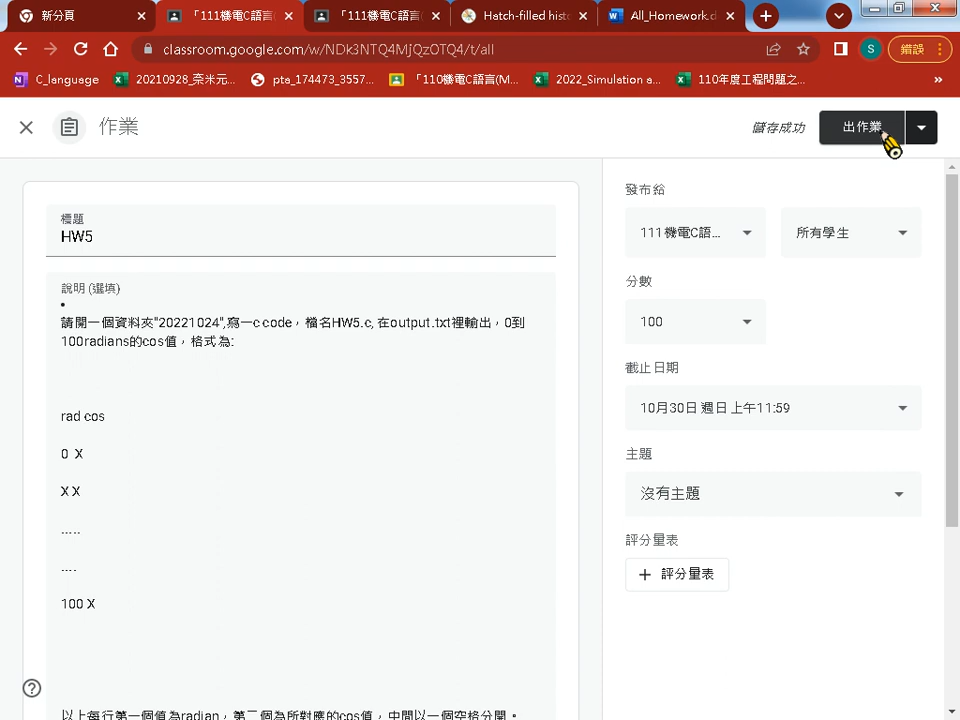 新分頁
「111機電C語言(
「111機電C語言(
Hatch-filled hist
All_Homework.d
classroom.google.com/w/NDk3NTQ4MjQzOTQ4/t/all
S
錯誤
C_language
20210928_奈米元...
pta_174473_3557...
「110機電C語言(M...
2022_Simulation a...
110年度工程問題之...
»
作業
儲存成功
出作業
標題
HW5
說明 (選填)
•
請開一個資料夾"20221024",寫一c code，檔名HW5.c, 在output.txt裡輸出，0到
100radians的cos值，格式為:
rad cos
0 X
X X
.....
....
100 X
以上每行第一個值為radian，第二個為所對應的cos值，中間以一個空格分開。
發布給
111機電C語...
所有學生
分數
100
截止日期
10月30日 週日 上午11:59
主題
沒有主題
評分量表
+ 評分量表